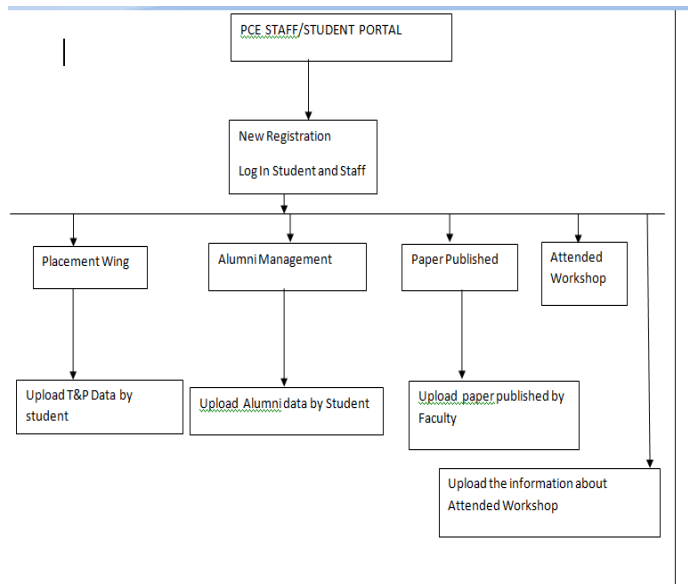 PCE STAFF/STUDENT PORTAL
New Registration
Log In Student and Staff
Placement Wing
Alumni Management
Paper Published
Attended
Workshop
Upload T&P Data by
student
Upload Alumni data by Student
Upload paper published by
Faculty
Upload the information about
Attended Workshop